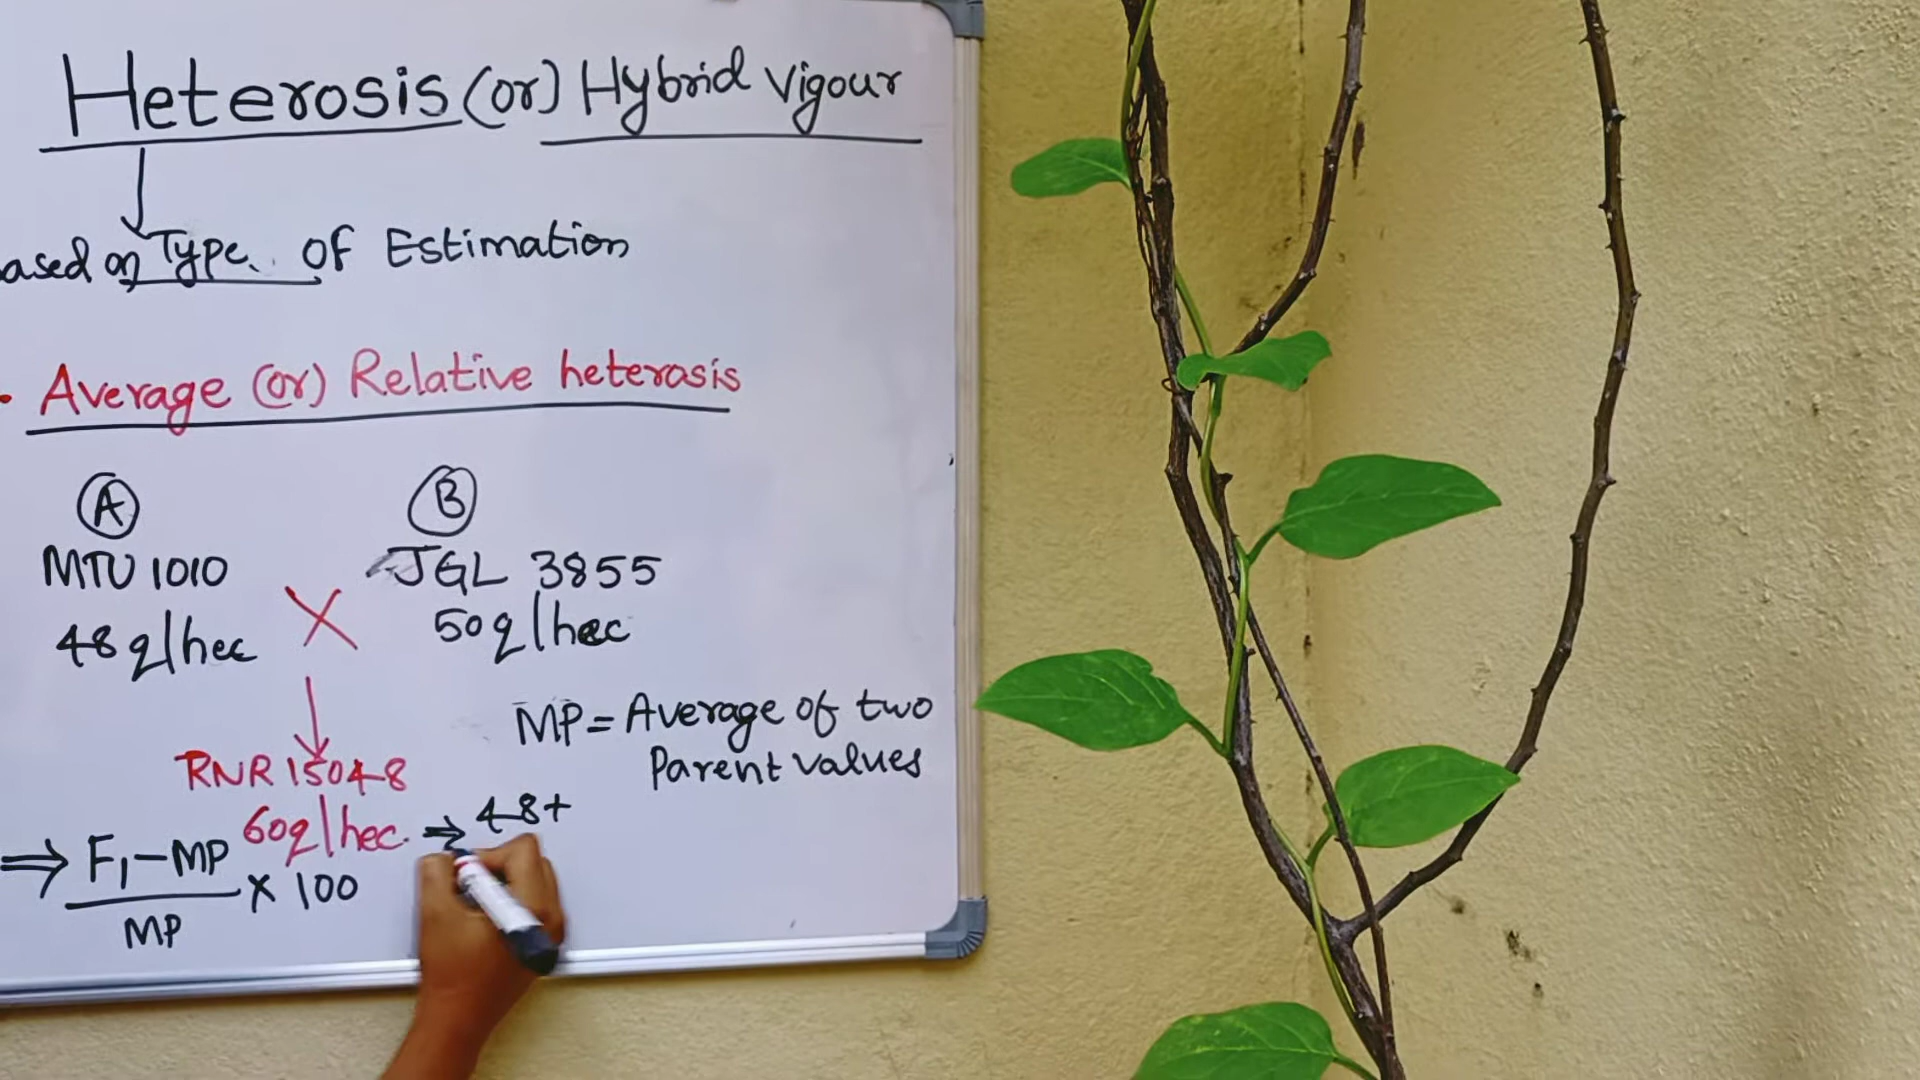 Heterosis (or) Hybrid Vigour
ased on Type of Estimation
Average (or) Relative heterosis
A B
MTU 1010 X JGL 3855
48 q/hec 50 q/hec
MP = Average of two
Parent values
RNR 15048
60q/hec. ⇒ 48+
⇒ F₁-MP
MP
x 100